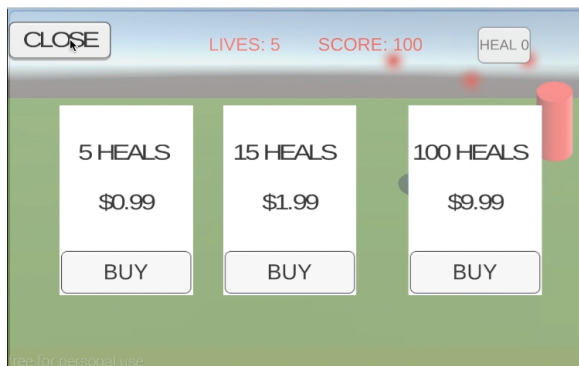 CLOSE
LIVES: 5 SCORE: 100 HEAL 0
5 HEALS 15 HEALS 100 HEALS
$0.99 $1.99 $9.99
BUY BUY BUY
free for personal use